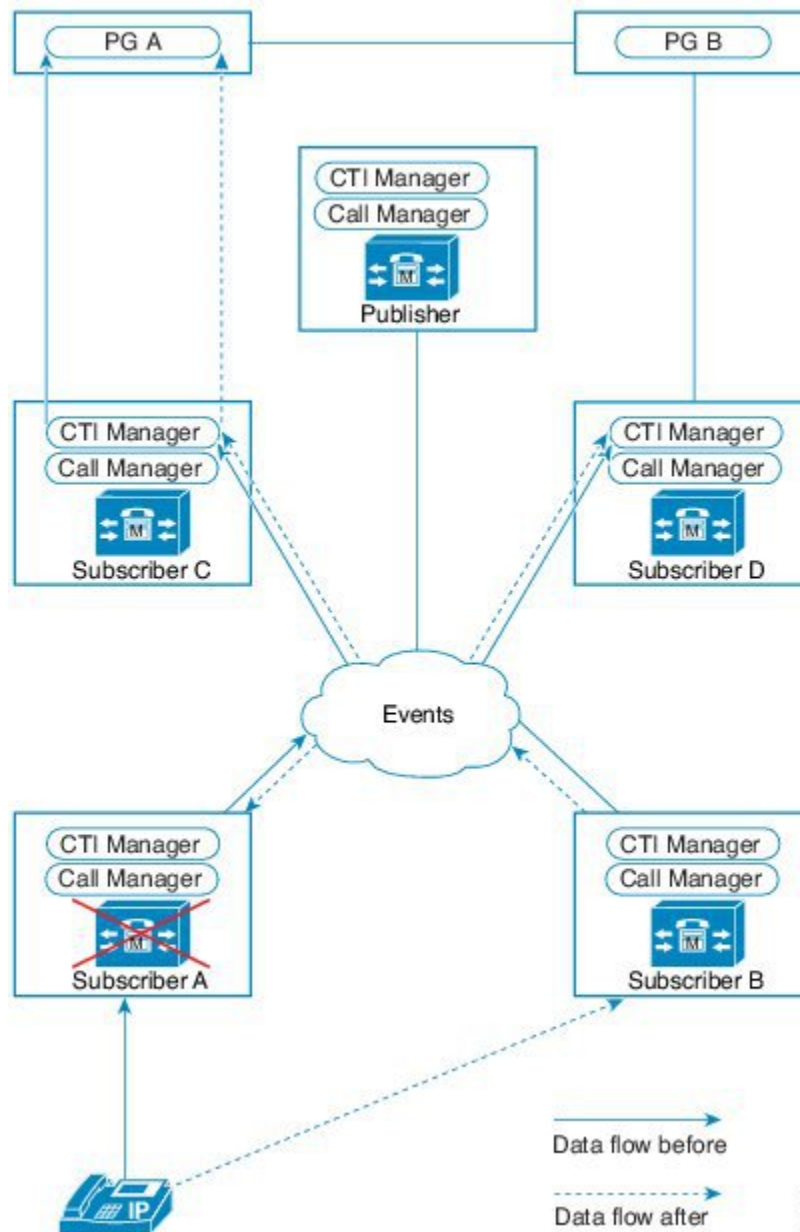 PG A
PG B
CTI Manager
Call Manager
M
Publisher
CTI Manager
Call Manager
M
Subscriber C
CTI Manager
Call Manager
M
Subscriber D
Events
CTI Manager
Call Manager
M
Subscriber A
CTI Manager
Call Manager
M
Subscriber B
IP
Data flow before
Data flow after